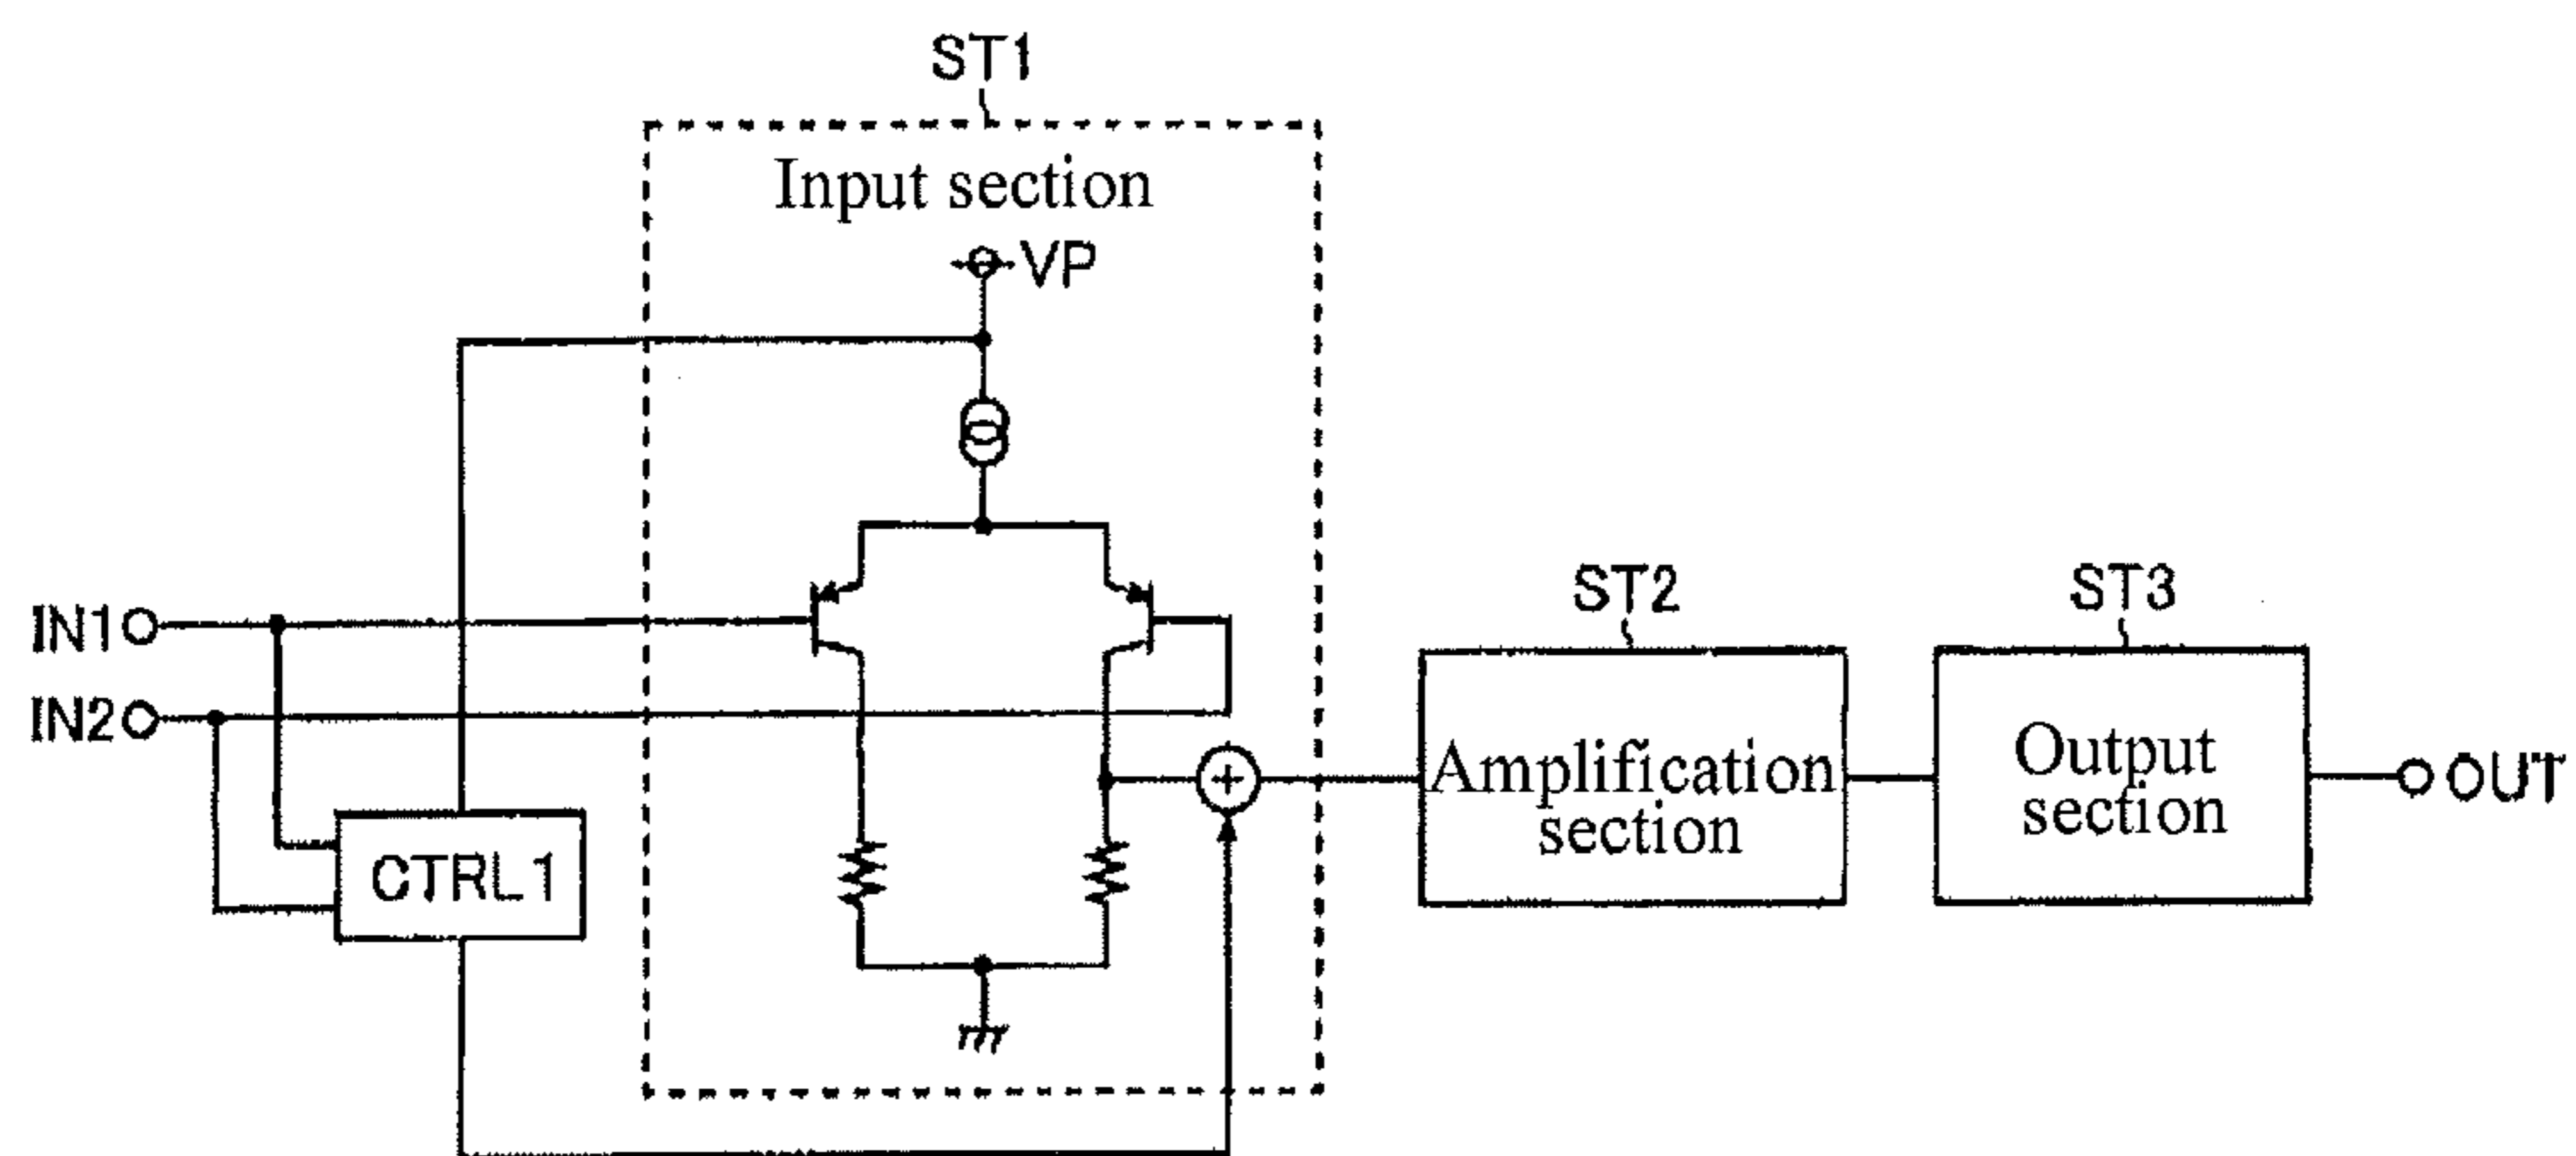 ST1
Input section
VP
IN1
IN2
CTRL1
ST2
Amplification
section
ST3
Output
section
OUT